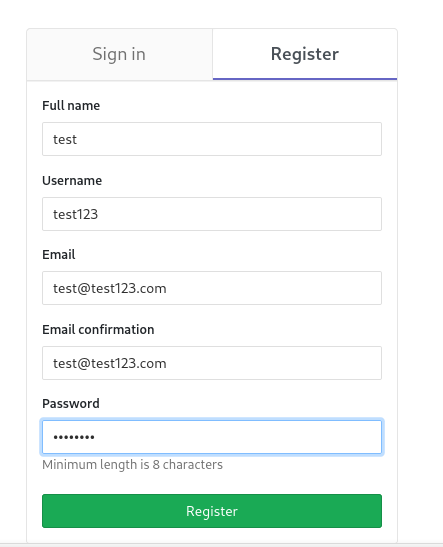 Sign in Register
Full name
test
Username
test123
Email
test@test123.com
Email confirmation
test@test123.com
Password
••••••••
Minimum length is 8 characters
Register